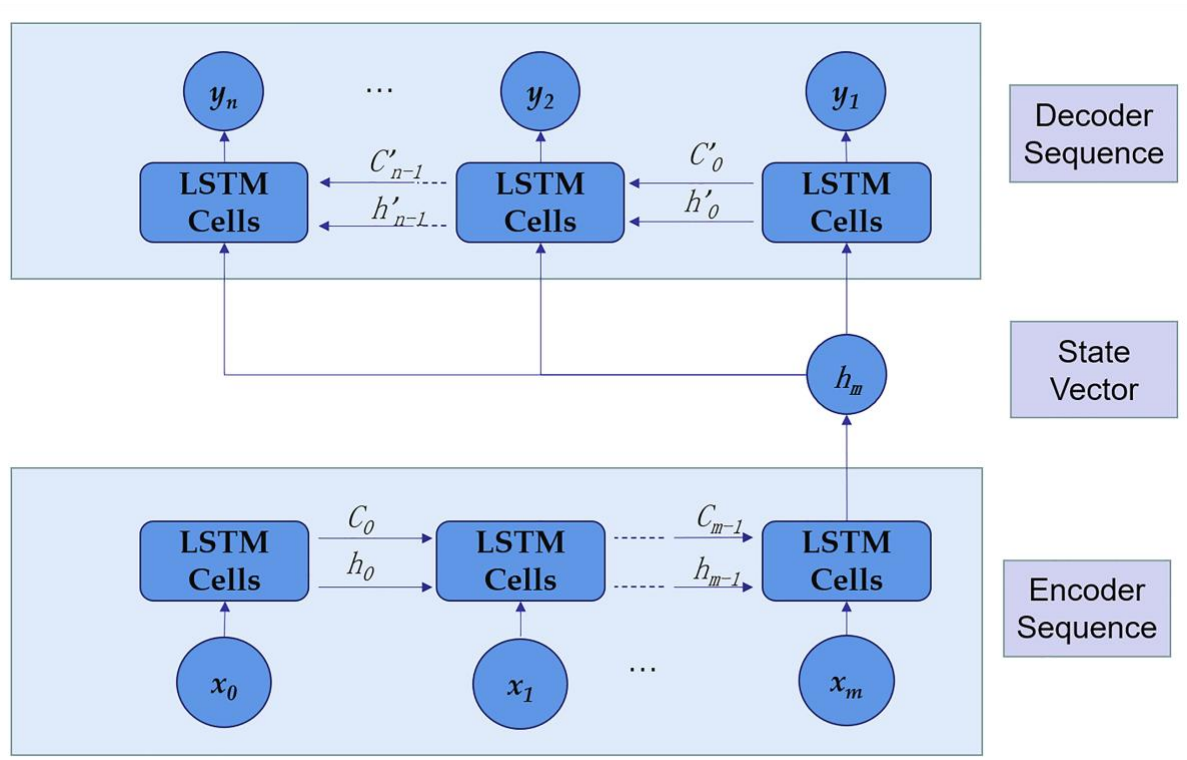 yn
...
y2
y1
Decoder
Sequence
LSTM
Cells
C'n-1
h'n-1
LSTM
Cells
C'0
h'0
LSTM
Cells
hm
State
Vector
LSTM
Cells
C0
h0
LSTM
Cells
Cm-1
hm-1
LSTM
Cells
Encoder
Sequence
x0
x1
...
xm